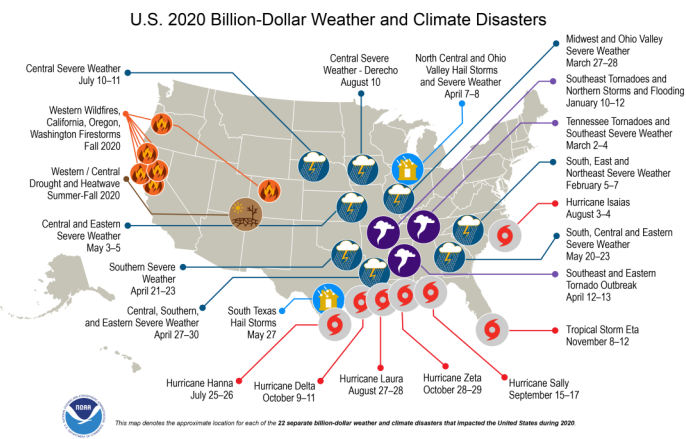 U.S. 2020 Billion-Dollar Weather and Climate Disasters
Central Severe Weather
July 10–11
Central Severe
Weather - Derecho
August 10
North Central and Ohio
Valley Hail Storms
and Severe Weather
April 7–8
Midwest and Ohio Valley
Severe Weather
March 27–28
Southeast Tornadoes and
Northern Storms and Flooding
January 10–12
Tennessee Tornadoes and
Southeast Severe Weather
March 2–4
South, East and
Northeast Severe Weather
February 5–7
Hurricane Isaias
August 3–4
South, Central and Eastern
Severe Weather
May 20–23
Southeast and Eastern
Tornado Outbreak
April 12–13
Tropical Storm Eta
November 8–12
Western Wildfires,
California, Oregon,
Washington Firestorms
Fall 2020
Western / Central
Drought and Heatwave
Summer-Fall 2020
Central and Eastern
Severe Weather
May 3–5
Southern Severe
Weather
April 21–23
Central, Southern,
and Eastern Severe Weather
April 27–30
South Texas
Hail Storms
May 27
Hurricane Hanna
July 25–26
Hurricane Delta
October 9–11
Hurricane Laura
August 27–28
Hurricane Zeta
October 28–29
Hurricane Sally
September 15–17
NOAA
This map denotes the approximate location for each of the 22 separate billion-dollar weather and climate disasters that impacted the United States during 2020.